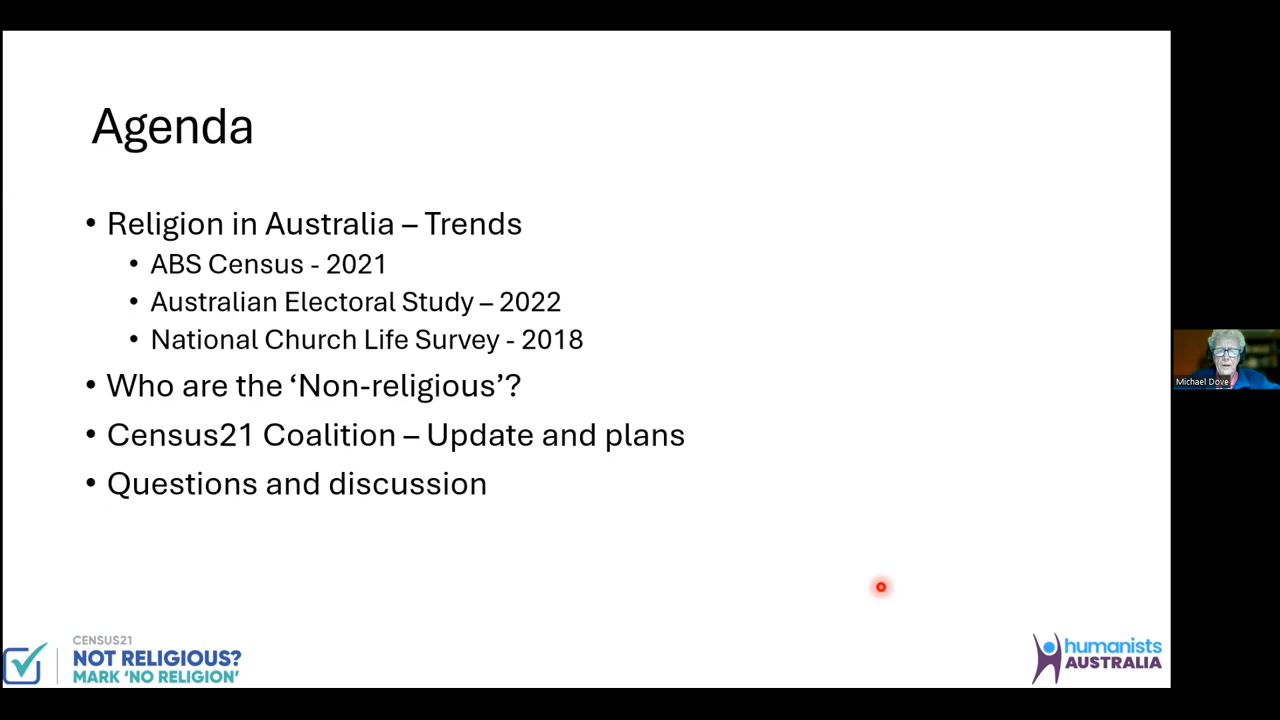 Agenda
• Religion in Australia – Trends
• ABS Census - 2021
• Australian Electoral Study – 2022
• National Church Life Survey - 2018
• Who are the ‘Non-religious’?
• Census21 Coalition – Update and plans
• Questions and discussion
Michael Dove
CENSUS21
NOT RELIGIOUS?
MARK ‘NO RELIGION’
humanists
AUSTRALIA